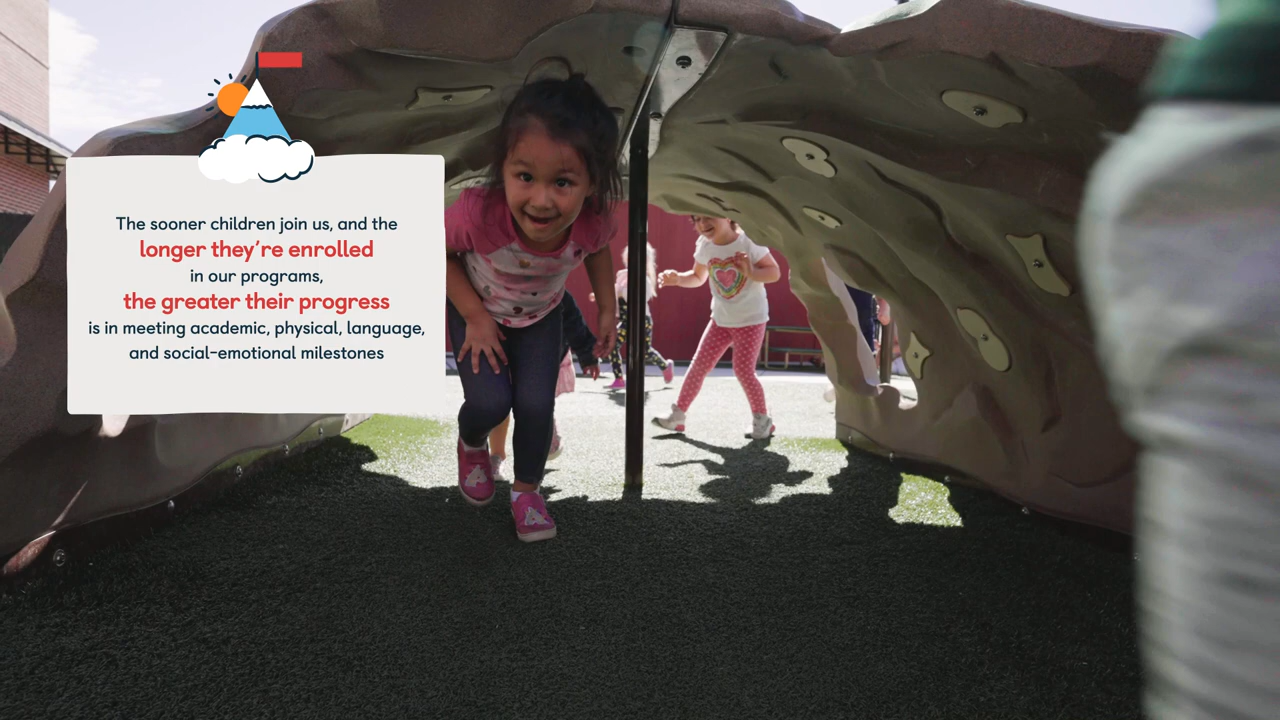 The sooner children join us, and the
longer they're enrolled
in our programs,
the greater their progress
is in meeting academic, physical, language,
and social-emotional milestones